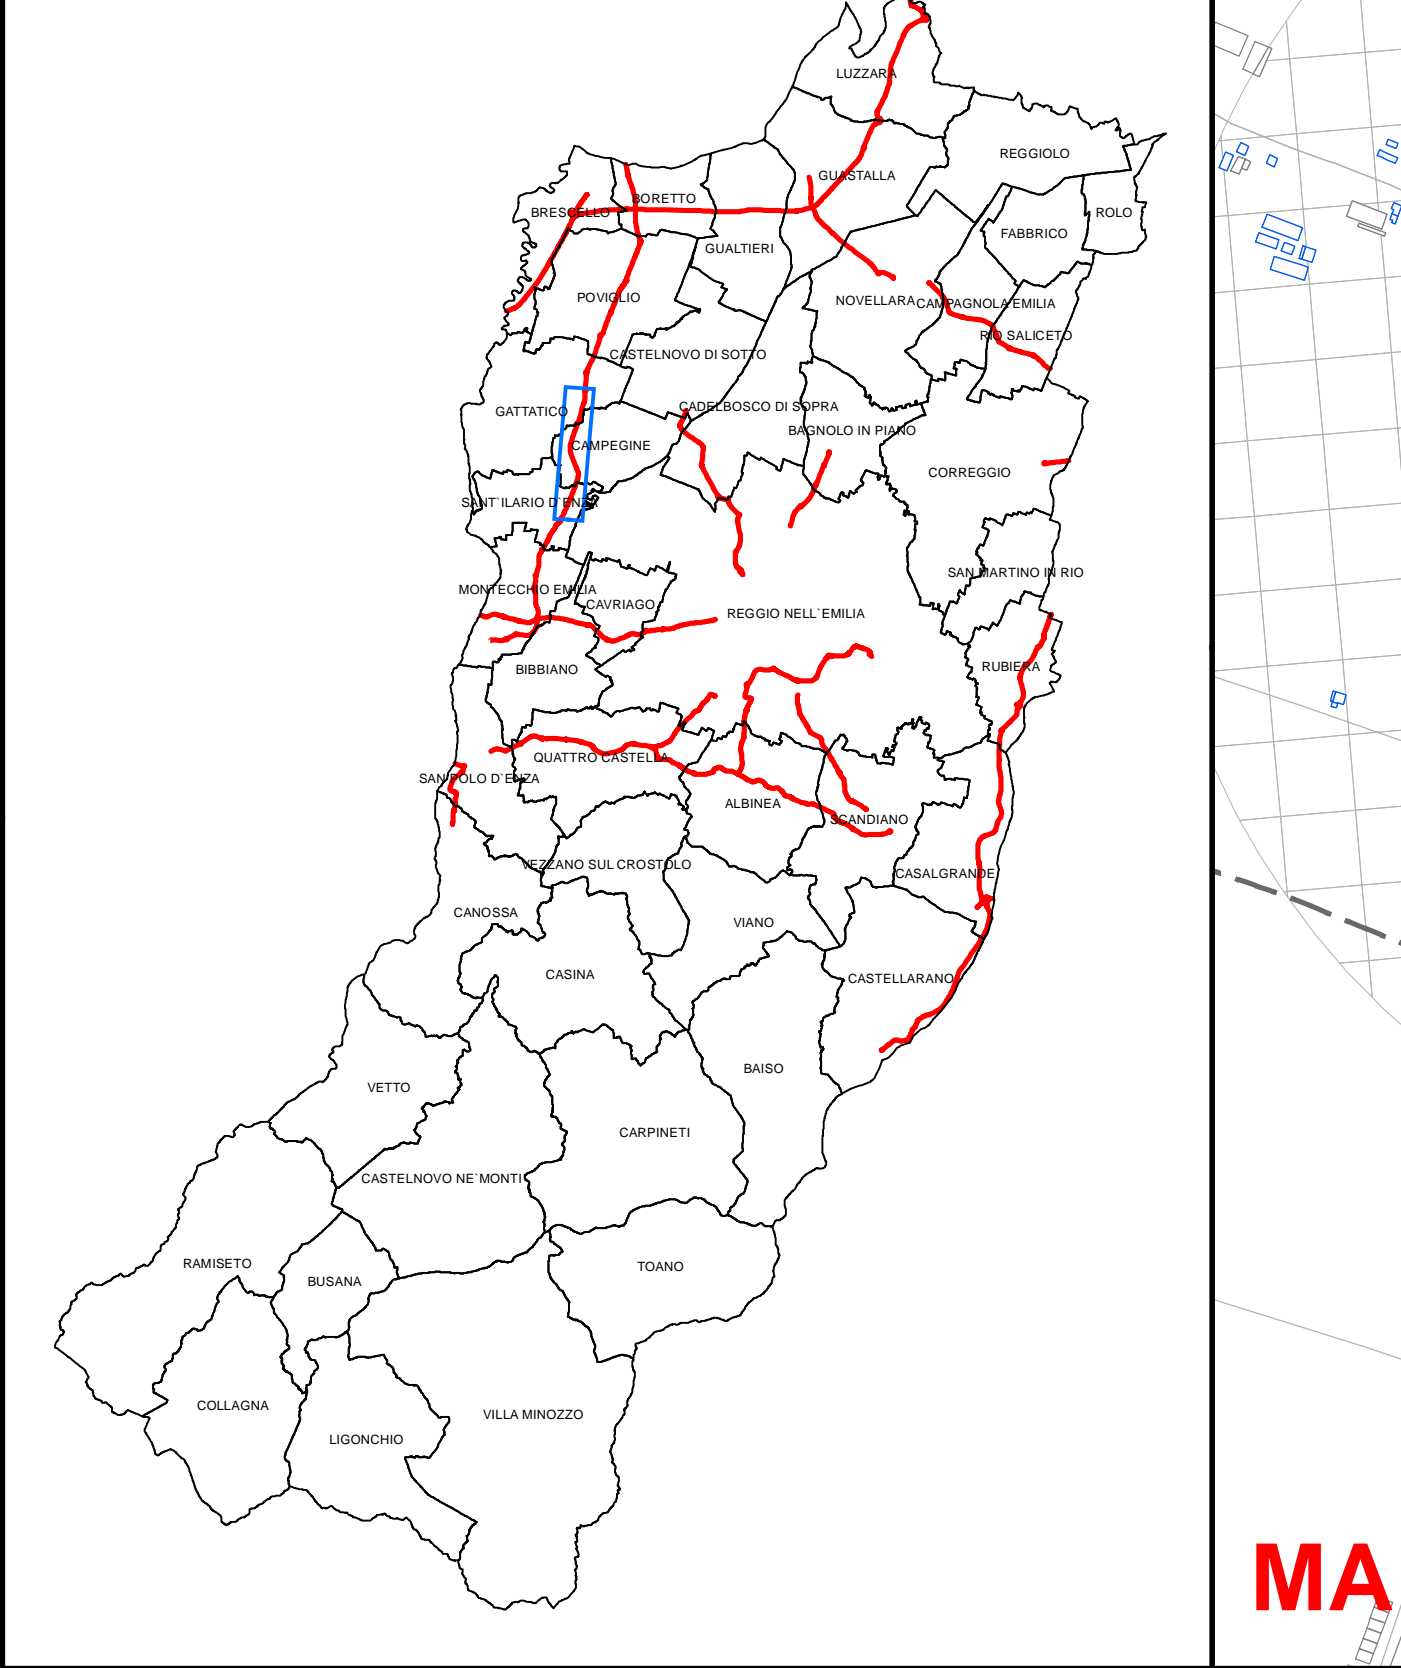 LUZZARA
REGGIOLO
GUASTALLA
BORETTO
BRESCELLO
ROLO
FABBRICO
GUALTIERI
POVIGLIO
NOVELLARA
CAMPAGNOLA EMILIA
RIO SALICETO
CASTELNOVO DI SOTTO
CADELBOSCO DI SOPRA
GATTATICO
BAGNOLO IN PIANO
CAMPEGINE
CORREGGIO
SANT`ILARIO D`ENZA
SAN MARTINO IN RIO
MONTECCHIO EMILIA
CAVRIAGO
REGGIO NELL`EMILIA
BIBBIANO
RUBIERA
QUATTRO CASTELLA
SAN POLO D`ENZA
ALBINEA
SCANDIANO
VEZZANO SUL CROSTOLO
CASALGRANDE
CANOSSA
VIANO
CASINA
CASTELLARANO
BAISO
VETTO
CARPINETI
CASTELNOVO NE`MONTI
RAMISETO
TOANO
BUSANA
COLLAGNA
VILLA MINOZZO
LIGONCHIO
MA